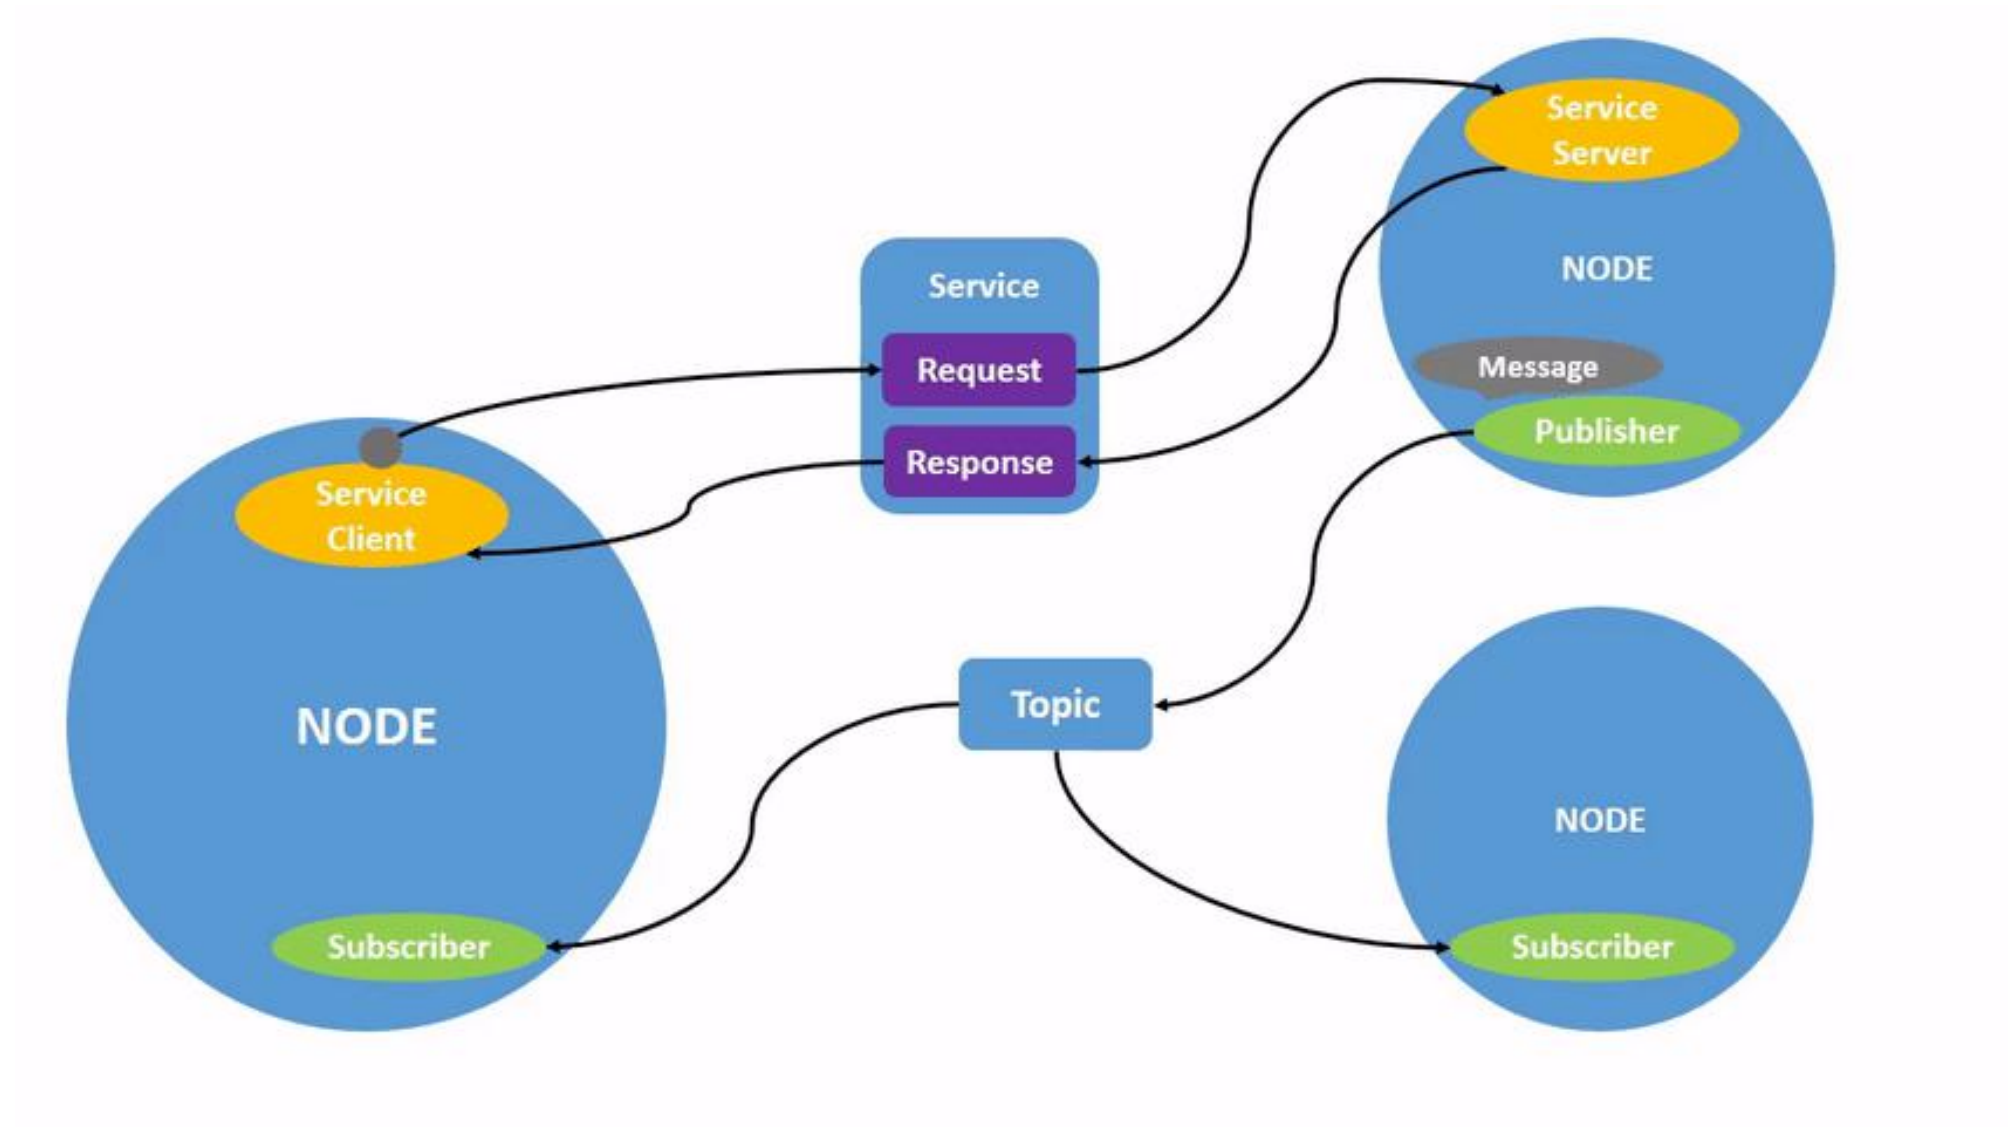 Service
Server
NODE
Message
Publisher
Service
Request
Response
Service
Client
NODE
Subscriber
Topic
NODE
Subscriber